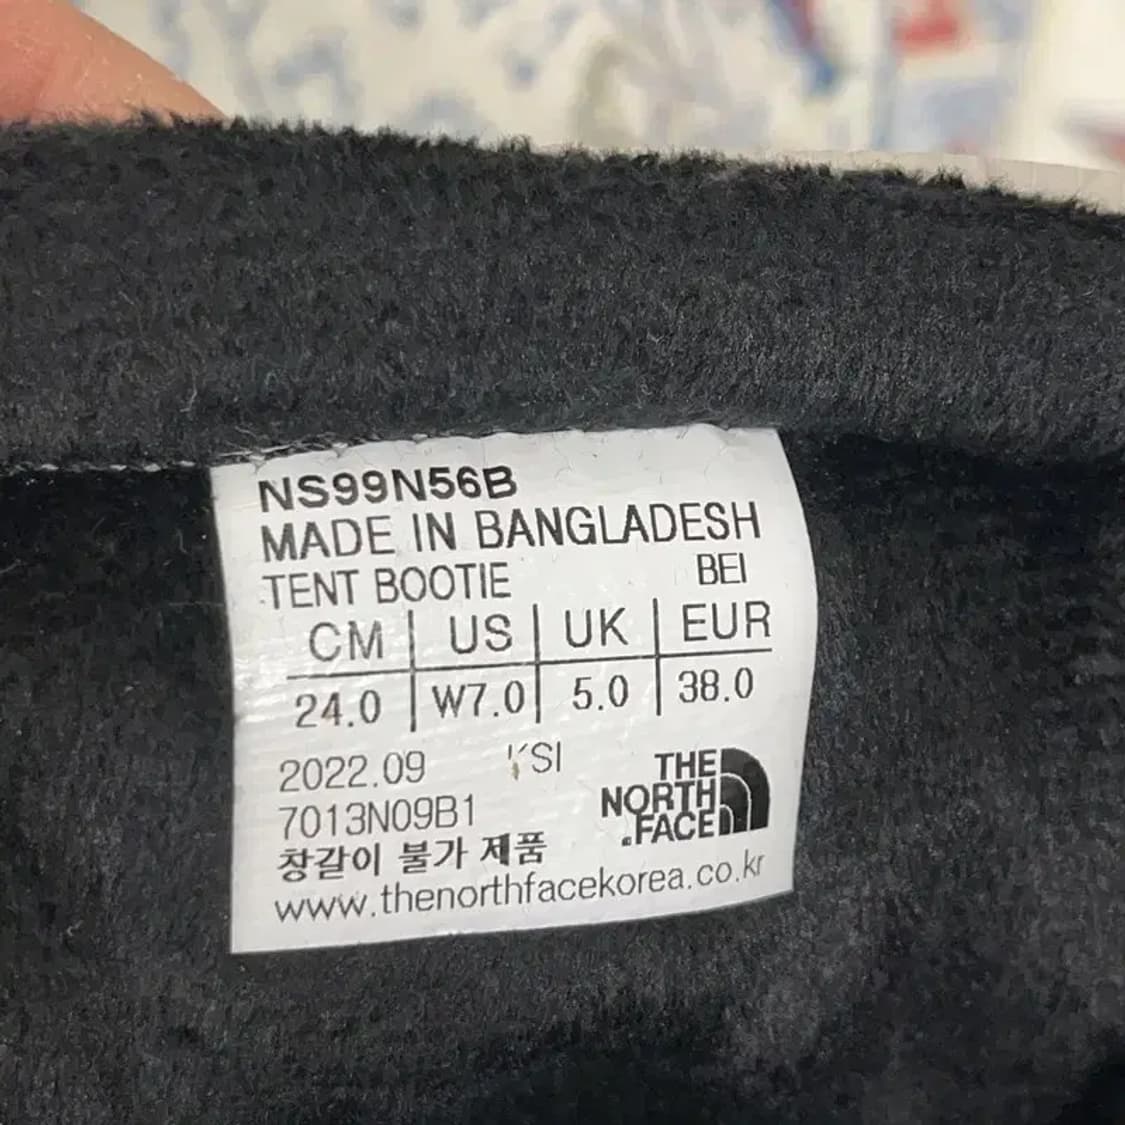 NS99N56B
MADE IN BANGLADESH
TENT BOOTIE BEI
CM US UK EUR
24.0 W7.0 5.0 38.0
2022.09
7013N09B1
창갈이 불가 제품
THE
NORTH
FACE
www.thenorthfacekorea.co.kr